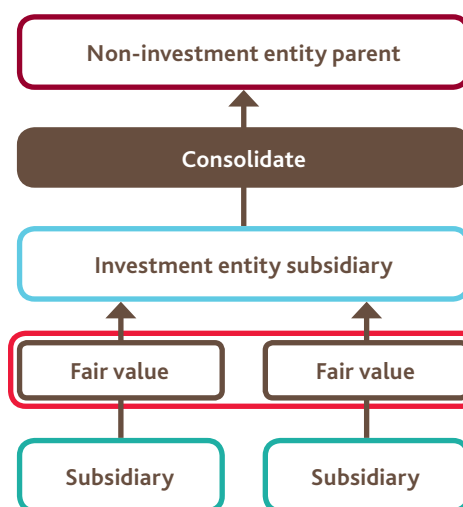 Non-investment entity parent
Consolidate
Investment entity subsidiary
Fair value
Fair value
Subsidiary
Subsidiary